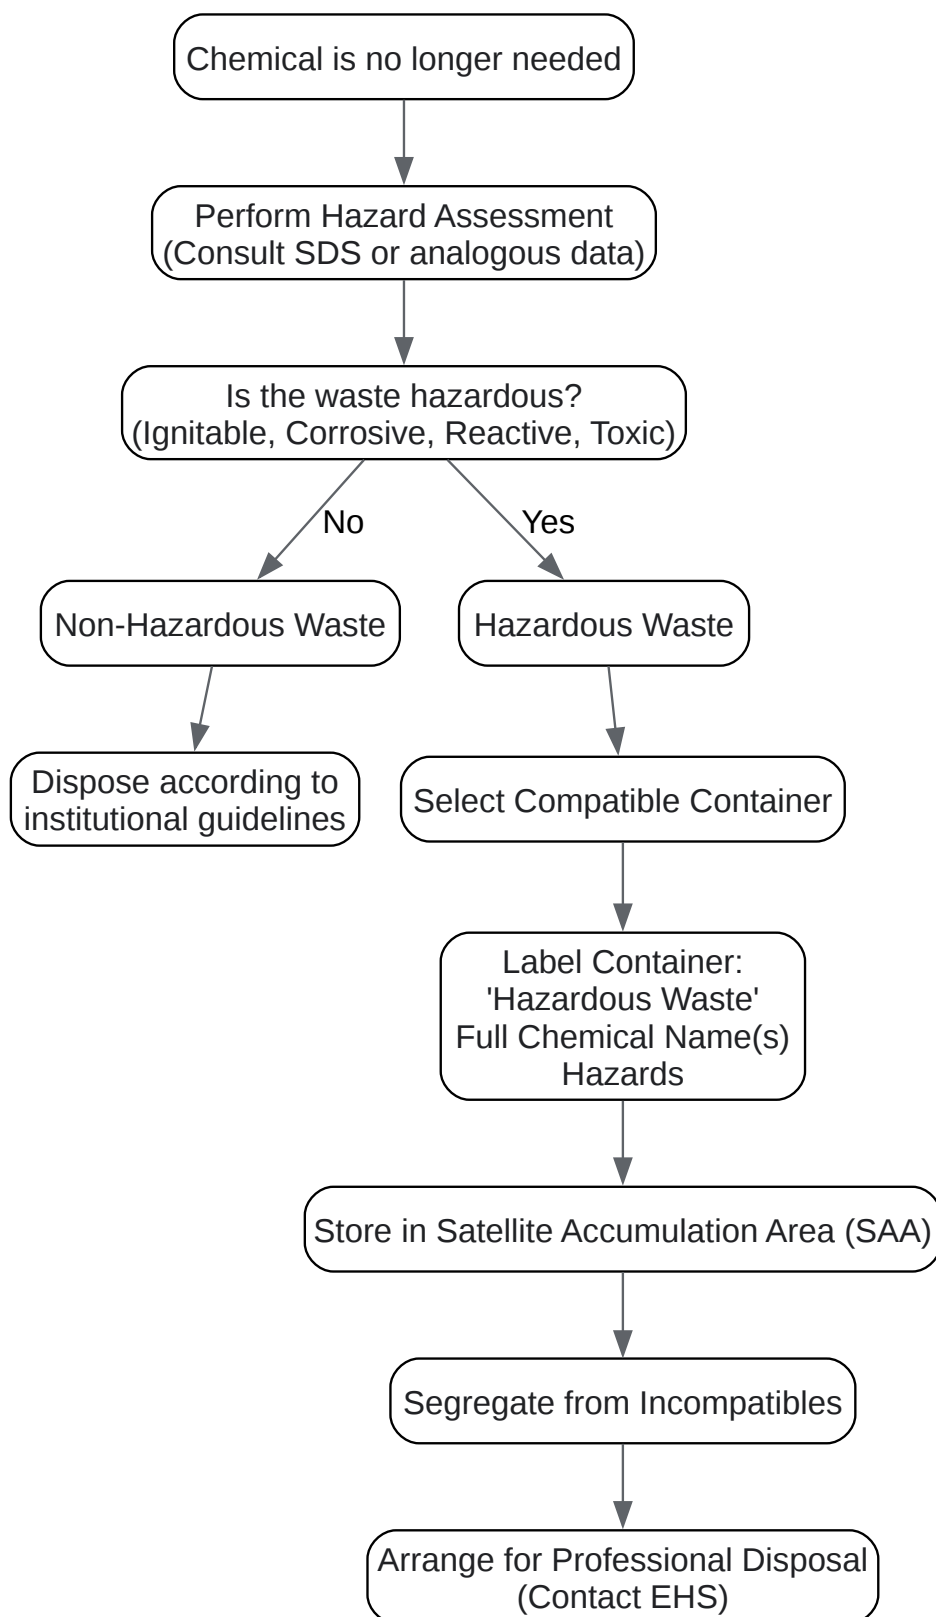 Chemical is no longer needed
Perform Hazard Assessment
(Consult SDS or analogous data)
Is the waste hazardous?
(Ignitable, Corrosive, Reactive, Toxic)
No
Yes
Non-Hazardous Waste
Hazardous Waste
Dispose according to
institutional guidelines
Select Compatible Container
Label Container:
'Hazardous Waste'
Full Chemical Name(s)
Hazards
Store in Satellite Accumulation Area (SAA)
Segregate from Incompatibles
Arrange for Professional Disposal
(Contact EHS)